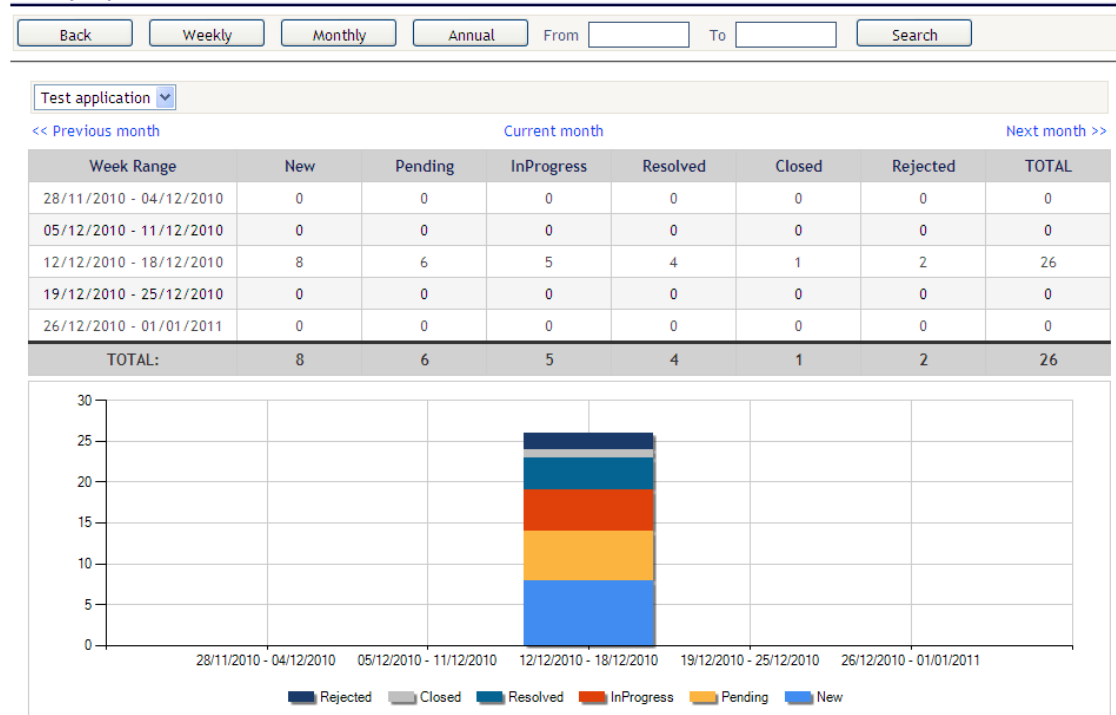 Back Weekly Monthly Annual From To Search
Test application
<< Previous month Current month Next month >>
Week Range New Pending InProgress Resolved Closed Rejected TOTAL
28/11/2010 - 04/12/2010 0 0 0 0 0 0 0
05/12/2010 - 11/12/2010 0 0 0 0 0 0 0
12/12/2010 - 18/12/2010 8 6 5 4 1 2 26
19/12/2010 - 25/12/2010 0 0 0 0 0 0 0
26/12/2010 - 01/01/2011 0 0 0 0 0 0 0
TOTAL: 8 6 5 4 1 2 26
30
25
20
15
10
5
0
28/11/2010 - 04/12/2010 05/12/2010 - 11/12/2010 12/12/2010 - 18/12/2010 19/12/2010 - 25/12/2010 26/12/2010 - 01/01/2011
Rejected Closed Resolved InProgress Pending New